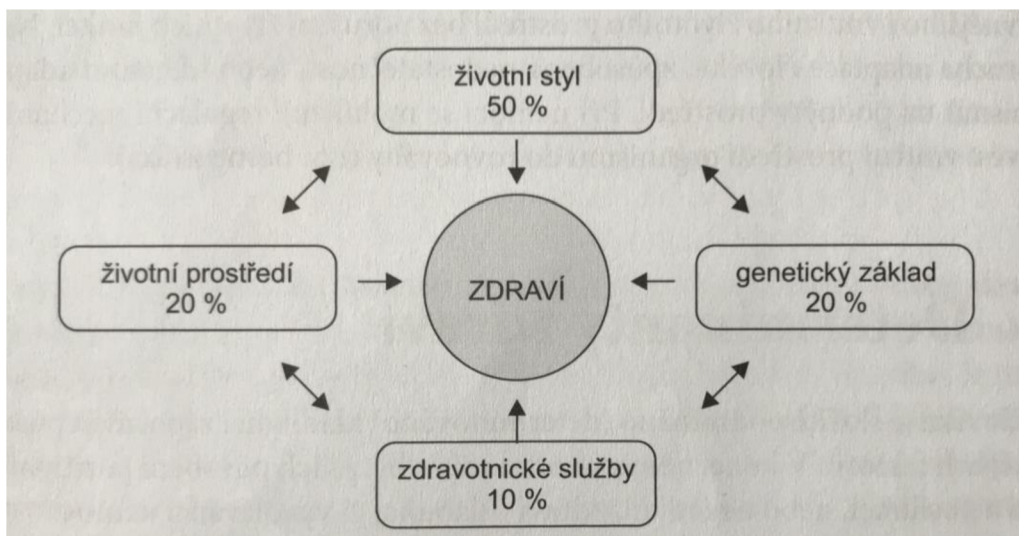 životní styl
50 %
životní prostředí
20 %
ZDRAVÍ
genetický základ
20 %
zdravotnické služby
10 %